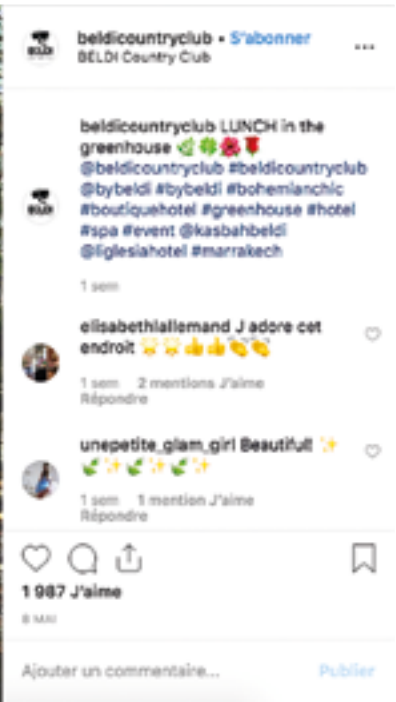 beldicountryclub • S'abonner
BELDI Country Club
beldicountryclub LUNCH in the
greenhouse 🌿🍀🌺🌹
@beldicountryclub #beldicountryclub
@bybeldi #bybeldi #bohemianchic
#boutiquehotel #greenhouse #hotel
#spa #event @kasbahbeldi
@liglesiahotel #marrakech
1 sem
elisabethlallemand J adore cet
endroit
1 sem 2 mentions J'aime
Répondre
unepetite_glam_girl Beautiful! ✨
🌿✨🌿✨🌿✨
1 sem 1 mention J'aime
Répondre
1 987 J'aime
8 MAI
Ajouter un commentaire... Publier